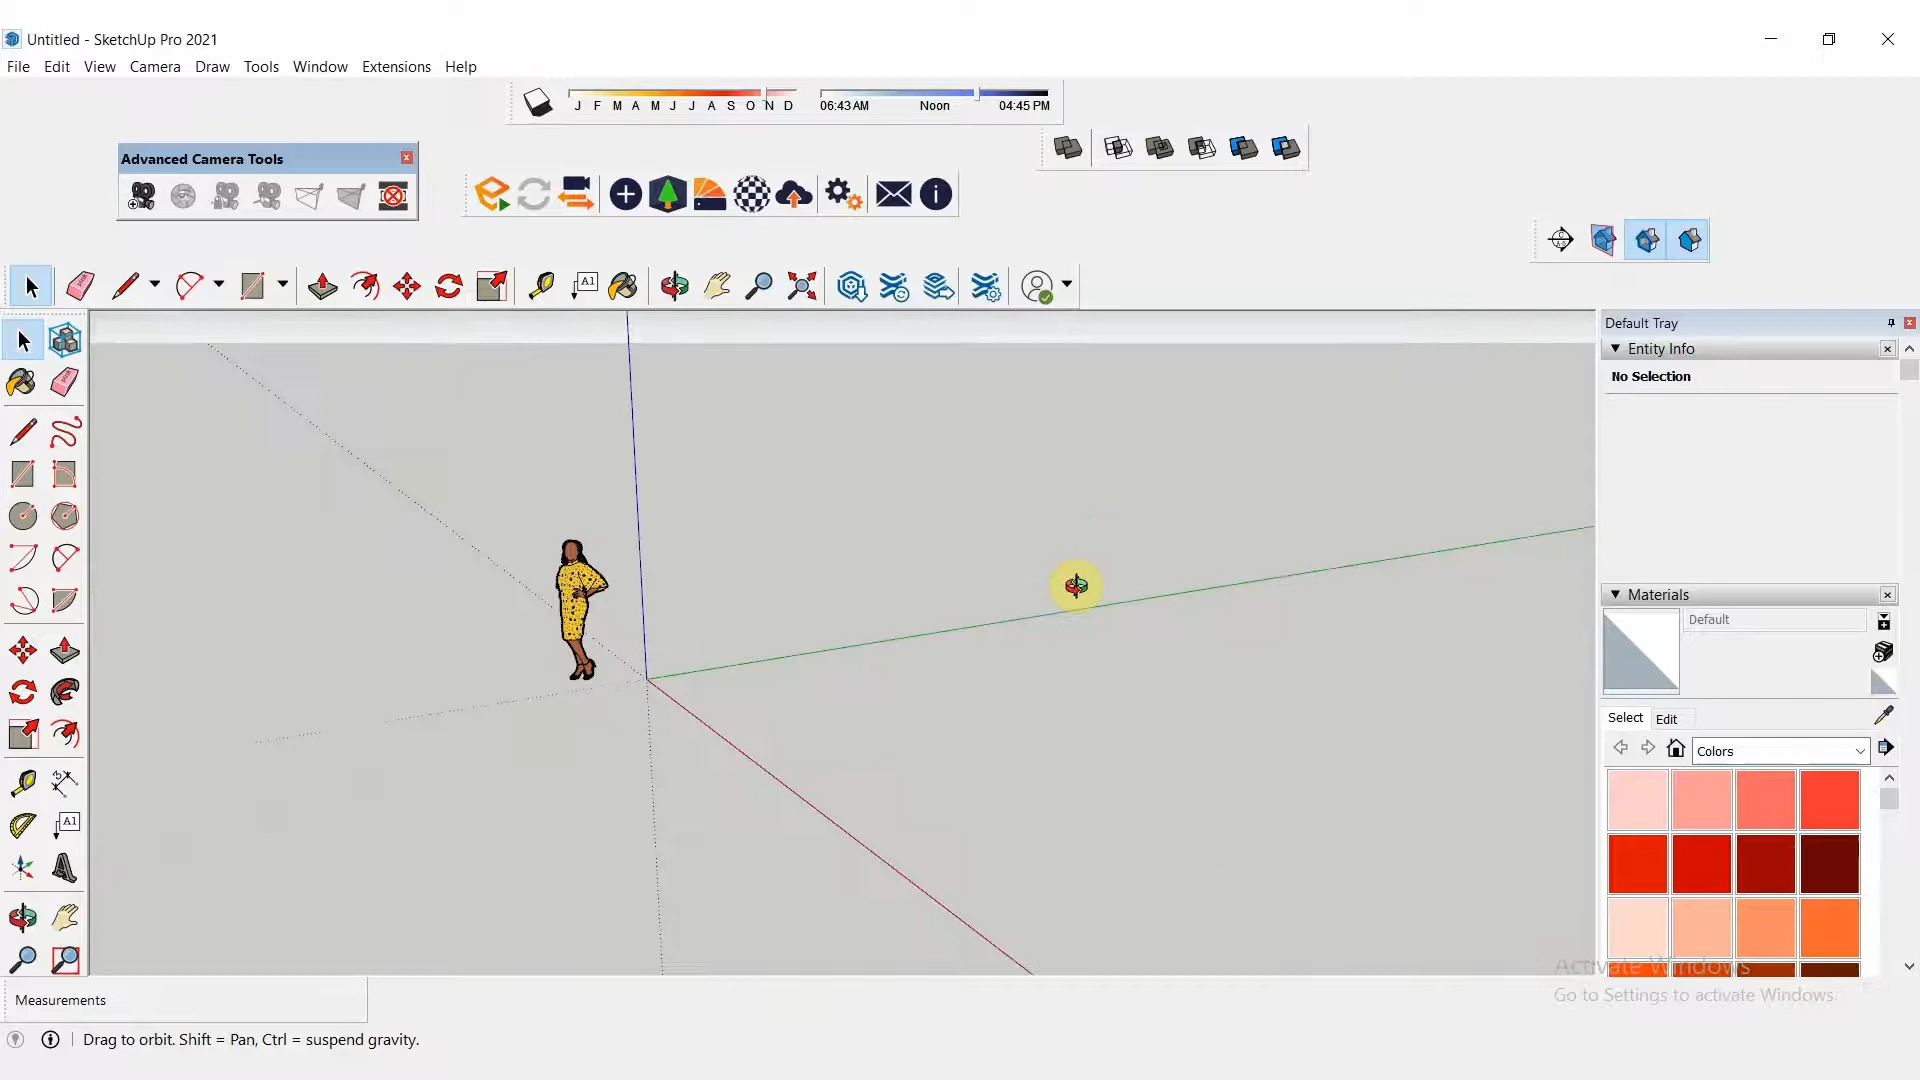 Untitled - SketchUp Pro 2021
File Edit View Camera Draw Tools Window Extensions Help
J F M A M J J A S O N D
06:43 AM Noon 04:45 PM
Advanced Camera Tools
A1
Default Tray
Entity Info
No Selection
Materials
Default
Select Edit
Colors
A1
Measurements
Activate Windows
Go to Settings to activate Windows.
Drag to orbit. Shift = Pan, Ctrl = suspend gravity.